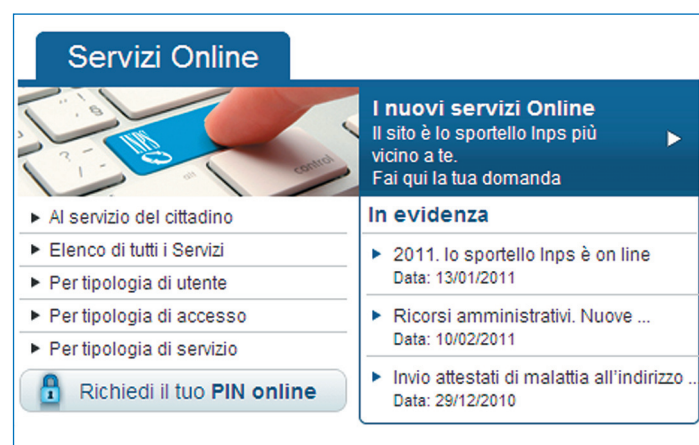 Servizi Online
INPS
control
alt
I nuovi servizi Online
Il sito è lo sportello Inps più
vicino a te.
Fai qui la tua domanda
Al servizio del cittadino
Elenco di tutti i Servizi
Per tipologia di utente
Per tipologia di accesso
Per tipologia di servizio
Richiedi il tuo PIN online
In evidenza
2011. lo sportello Inps è on line
Data: 13/01/2011
Ricorsi amministrativi. Nuove ...
Data: 10/02/2011
Invio attestati di malattia all'indirizzo ..
Data: 29/12/2010